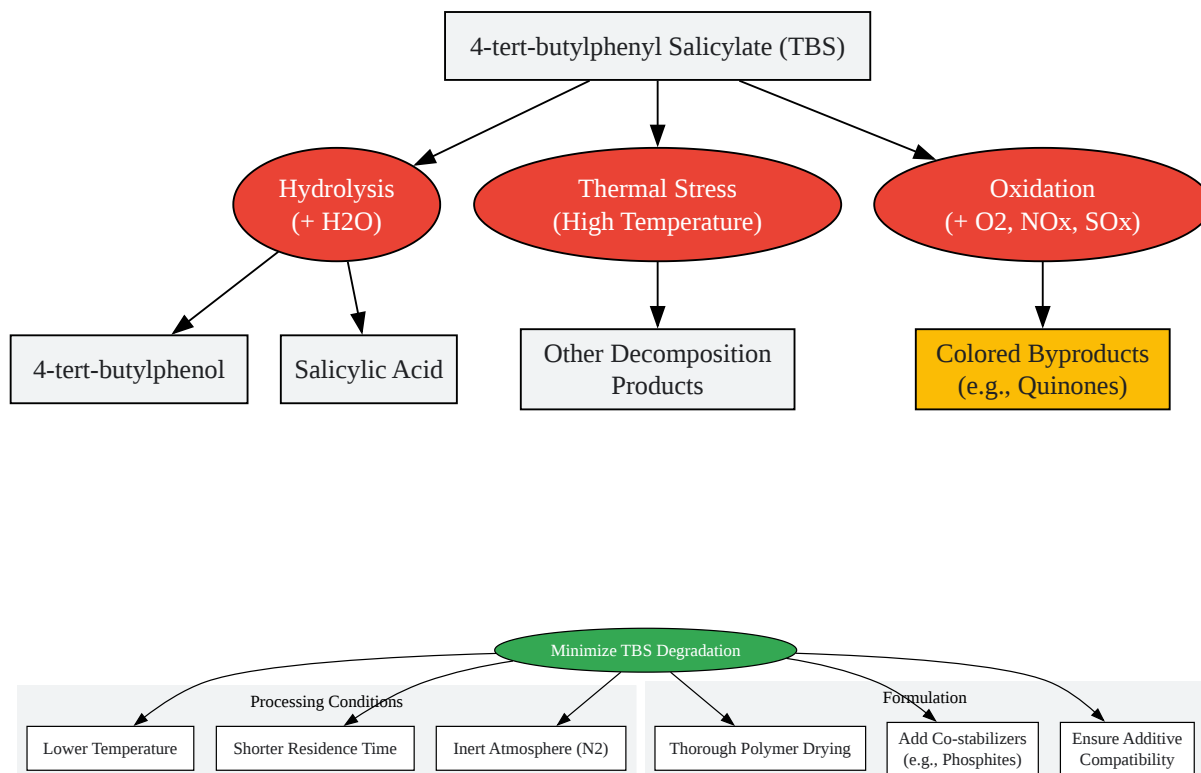 4-tert-butylphenyl Salicylate (TBS)
Hydrolysis
(+ H2O)
Thermal Stress
(High Temperature)
Oxidation
(+ O2, NOx, SOx)
4-tert-butylphenol
Salicylic Acid
Other Decomposition
Products
Colored Byproducts
(e.g., Quinones)
Minimize TBS Degradation
Processing Conditions
Formulation
Lower Temperature
Shorter Residence Time
Inert Atmosphere (N2)
Thorough Polymer Drying
Add Co-stabilizers
(e.g., Phosphites)
Ensure Additive
Compatibility